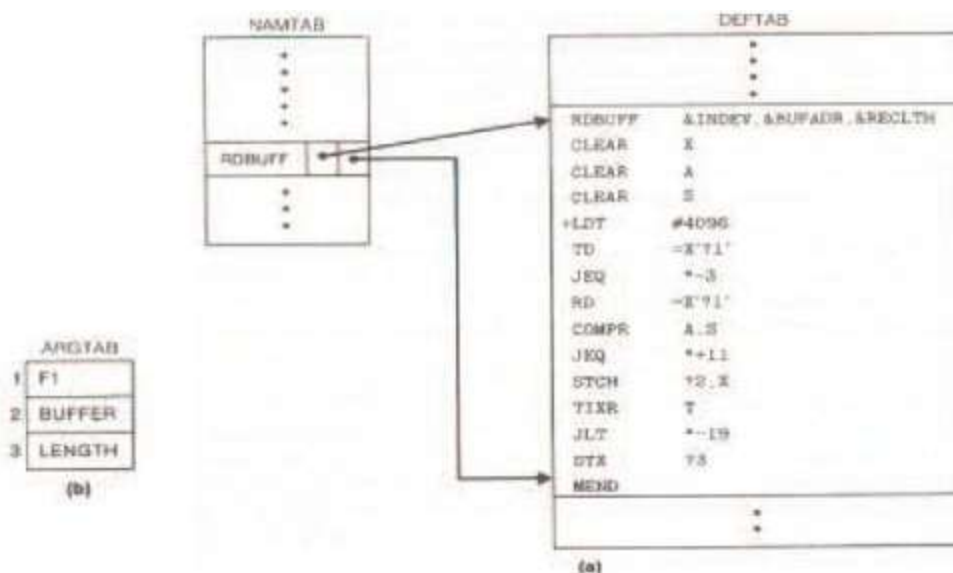 NAMTAB
DEFTAB
RDBUFF &INDEV,&BUFADR,&RECLTH
CLEAR X
RDBUFF
CLEAR A
CLEAR S
+LDT #4096
TD =X'?1'
JEQ *-3
RD =X'?1'
COMPR A,S
JEQ *+11
STCH ?2,X
TIXR T
JLT *-19
STX ?3
MEND
ARGTAB
1 F1
2 BUFFER
3 LENGTH
(b)
(a)